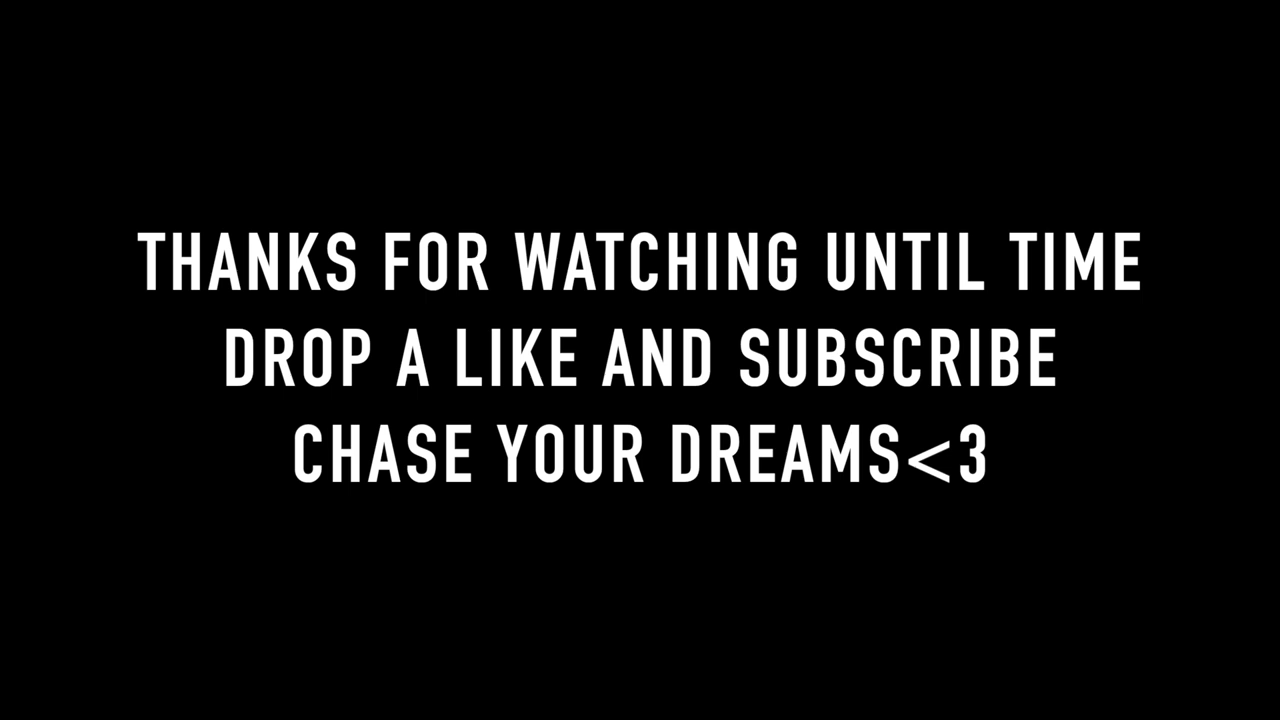 THANKS FOR WATCHING UNTIL TIME
DROP A LIKE AND SUBSCRIBE
CHASE YOUR DREAMS<3